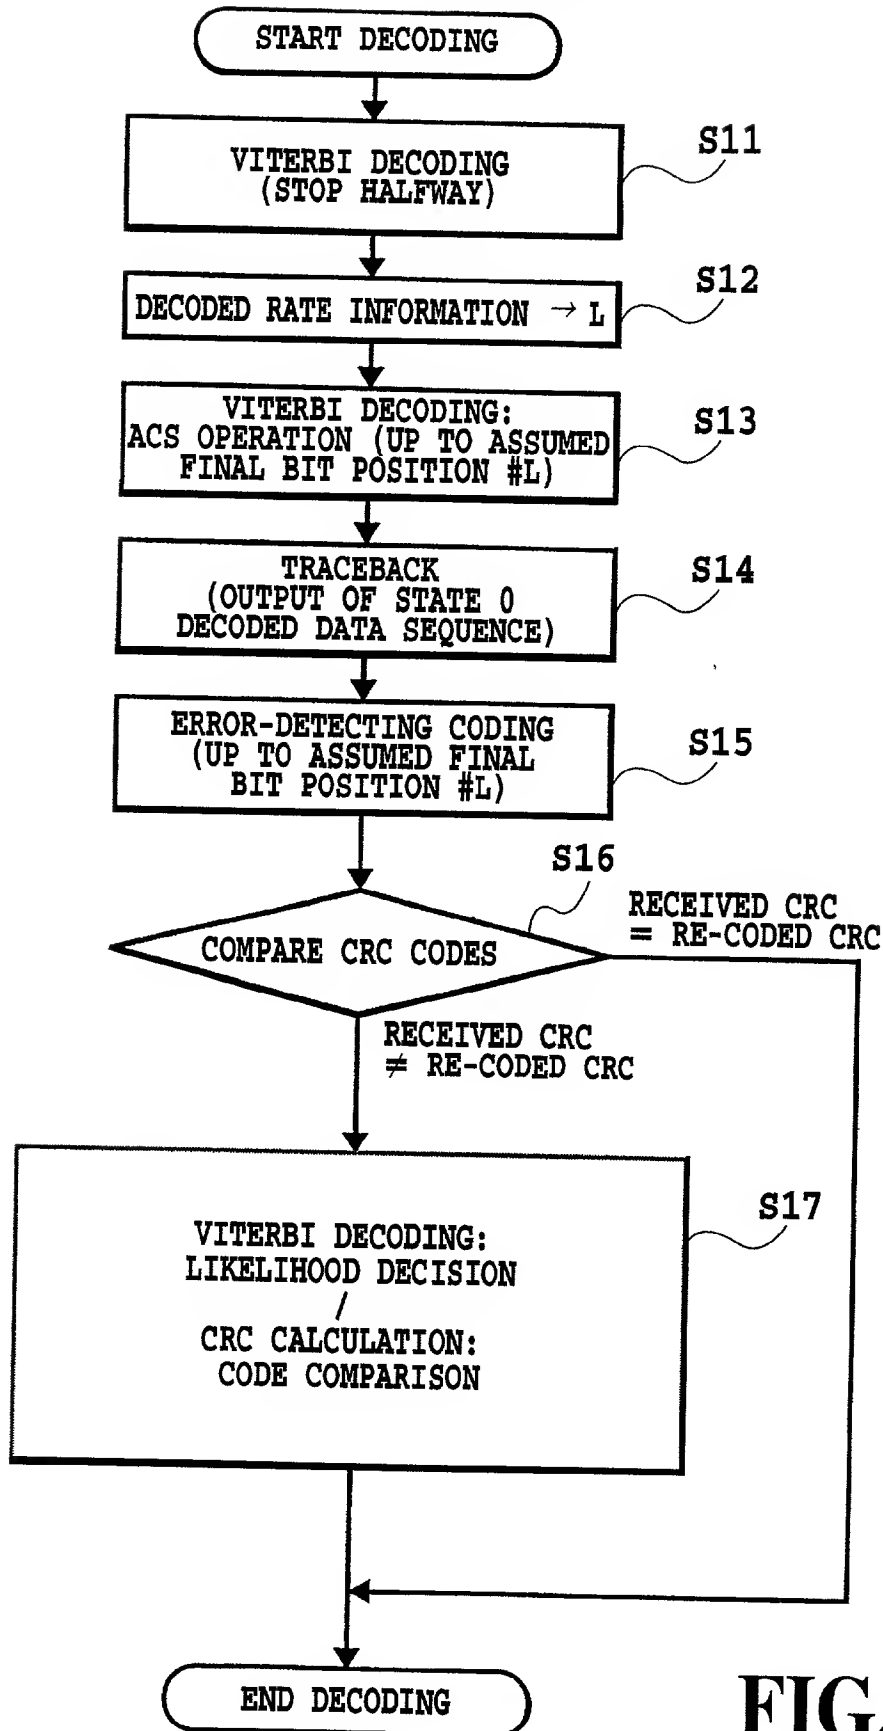 START DECODING
VITERBI DECODING
(STOP HALFWAY)
S11
DECODED RATE INFORMATION → L
S12
VITERBI DECODING:
ACS OPERATION (UP TO ASSUMED
FINAL BIT POSITION #L)
S13
TRACEBACK
(OUTPUT OF STATE 0
DECODED DATA SEQUENCE)
S14
ERROR-DETECTING CODING
(UP TO ASSUMED FINAL
BIT POSITION #L)
S15
COMPARE CRC CODES
S16
RECEIVED CRC
= RE-CODED CRC
RECEIVED CRC
≠ RE-CODED CRC
VITERBI DECODING:
LIKELIHOOD DECISION
/
CRC CALCULATION:
CODE COMPARISON
S17
END DECODING
FIG.